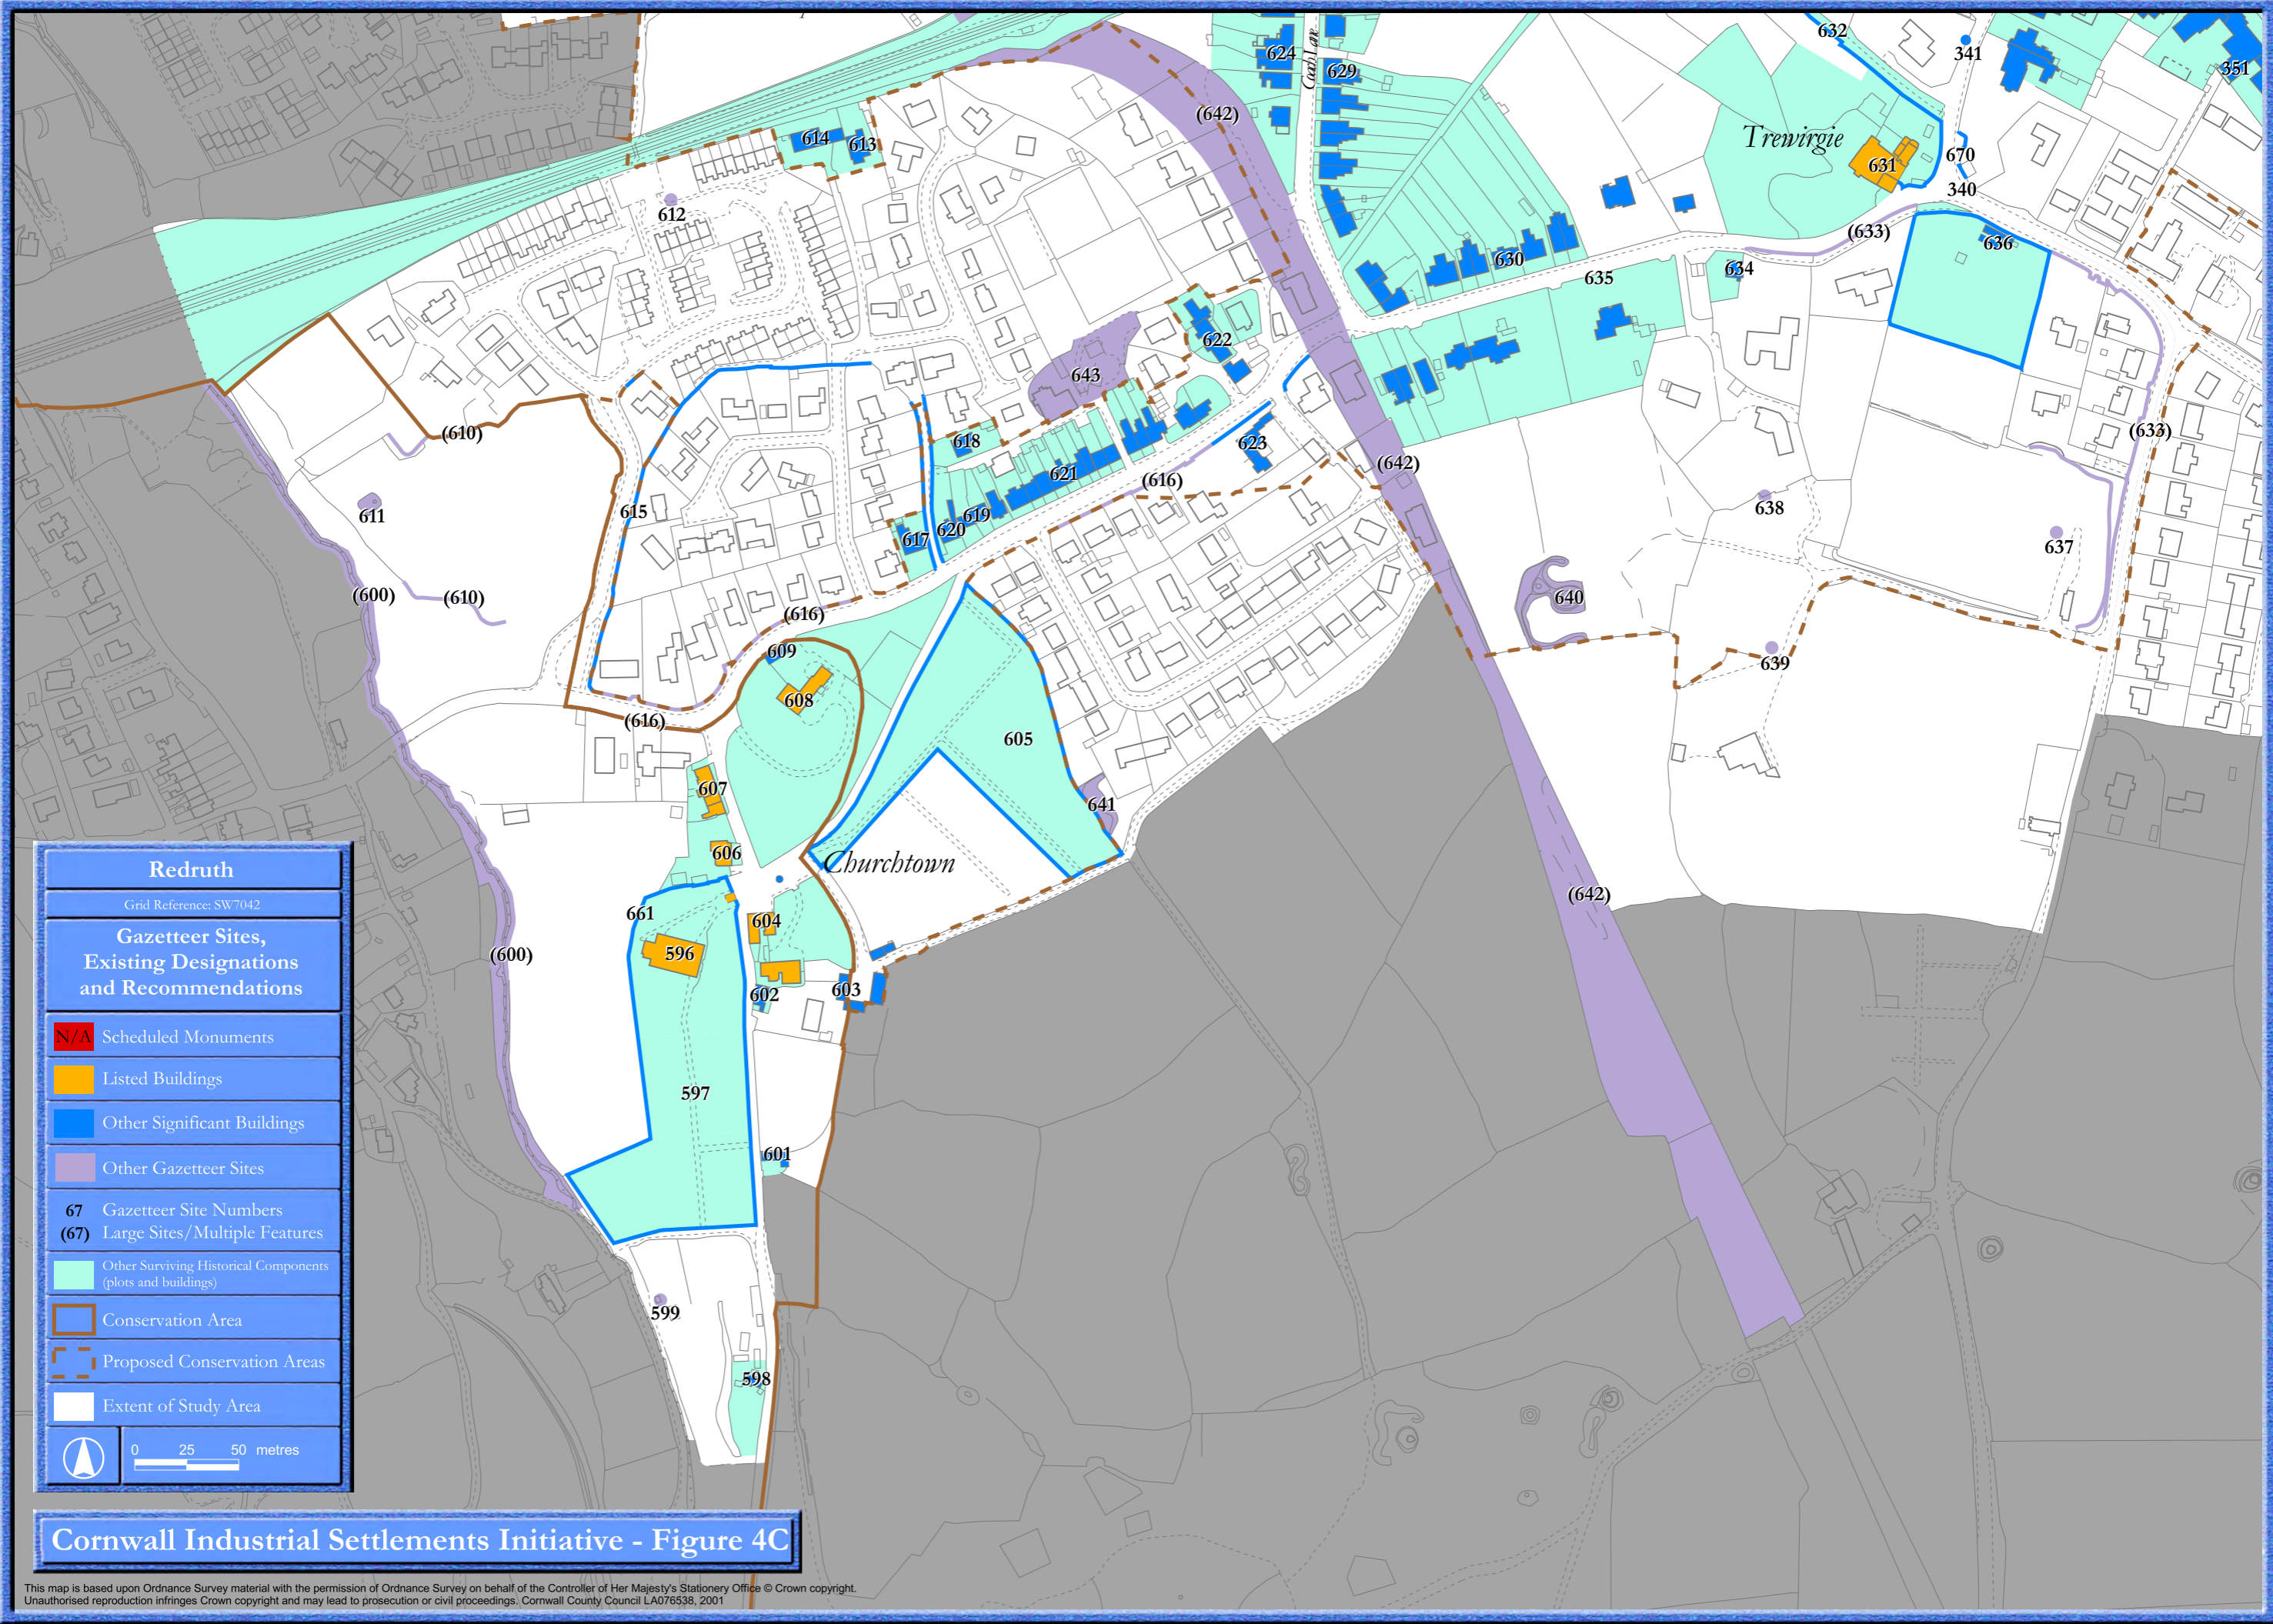 624
Coach Lane
629
632
341
351
(642)
614
613
Trewirgie
631
670
340
612
(633)
636
630
635
634
622
643
(610)
618
623
621
(616)
(642)
(633)
611
615
619
620
617
638
637
(600)
(610)
(616)
640
609
639
608
(616)
605
607
641
606
Churchtown
(642)
661
604
596
(600)
602
603
597
601
599
598
Redruth
Grid Reference: SW7042
Gazetteer Sites,
Existing Designations
and Recommendations
N/A Scheduled Monuments
Listed Buildings
Other Significant Buildings
Other Gazetteer Sites
67 Gazetteer Site Numbers
(67) Large Sites/Multiple Features
Other Surviving Historical Components
(plots and buildings)
Conservation Area
Proposed Conservation Areas
Extent of Study Area
0 25 50 metres
Cornwall Industrial Settlements Initiative - Figure 4C
This map is based upon Ordnance Survey material with the permission of Ordnance Survey on behalf of the Controller of Her Majesty's Stationery Office © Crown copyright.
Unauthorised reproduction infringes Crown copyright and may lead to prosecution or civil proceedings. Cornwall County Council LA076538, 2001